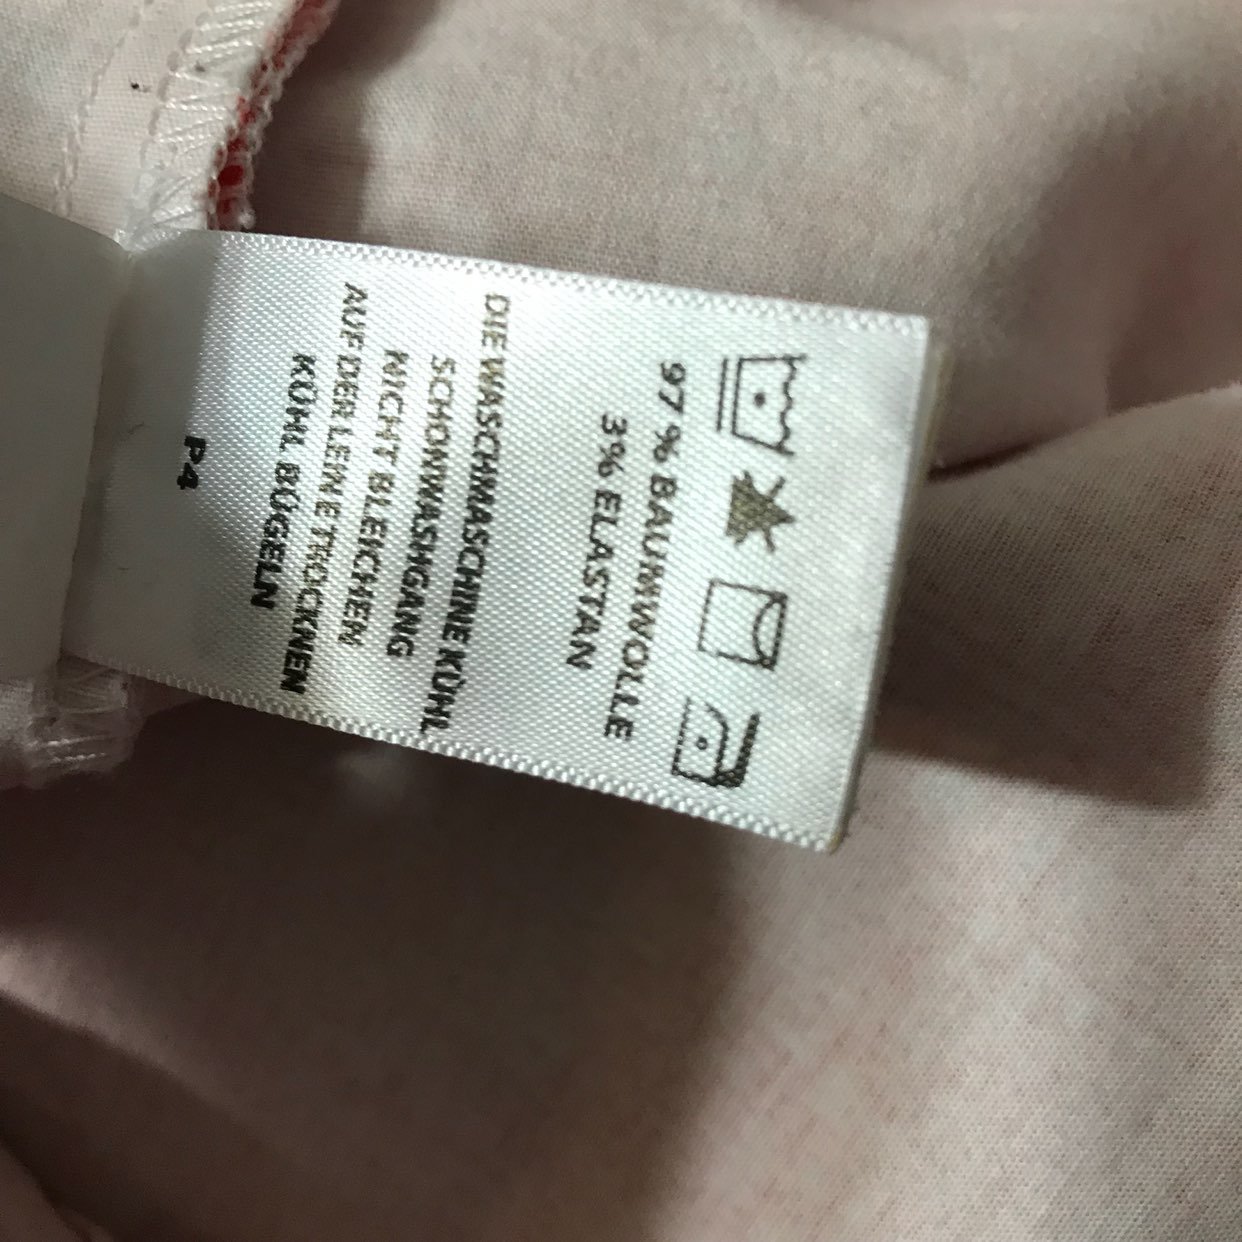 97% BAUMWOLLE
3% ELASTAN
DIE WASCHMASCHINE KÜHL
SCHONWASHGANG
NICHT BLEICHEN
AUF DER LEINE TROCKNEN
KÜHL BÜGELN
P4